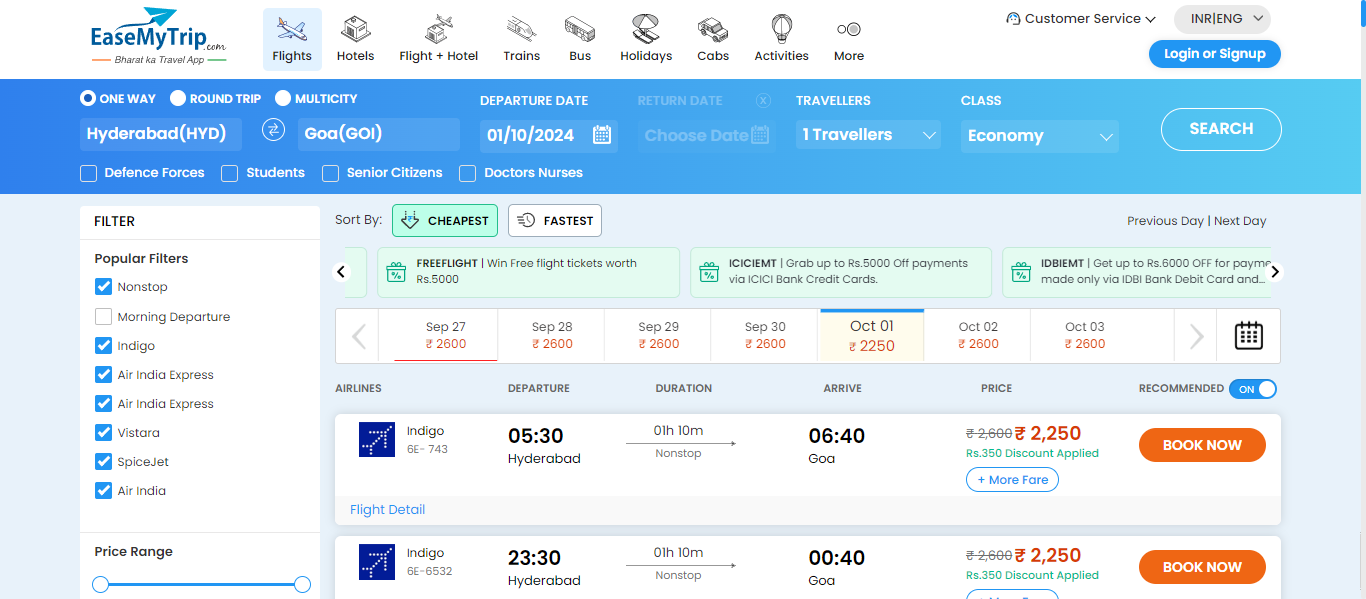 EaseMyTrip.com
Bharat ka Travel App
Flights
Hotels
Flight + Hotel
Trains
Bus
Holidays
Cabs
Activities
More
Customer Service
INR|ENG
Login or Signup
ONE WAY
ROUND TRIP
MULTICITY
DEPARTURE DATE
RETURN DATE
TRAVELLERS
CLASS
Hyderabad(HYD)
Goa(GOI)
01/10/2024
Choose Date
1 Travellers
Economy
SEARCH
Defence Forces
Students
Senior Citizens
Doctors Nurses
FILTER
Popular Filters
Nonstop
Morning Departure
Indigo
Air India Express
Air India Express
Vistara
SpiceJet
Air India
Price Range
Sort By:
CHEAPEST
FASTEST
Previous Day | Next Day
FREEFLIGHT | Win Free flight tickets worth
Rs.5000
ICICIEMT | Grab up to Rs.5000 Off payments
via ICICI Bank Credit Cards.
IDBIEMT | Get up to Rs.6000 OFF for payme
made only via IDBI Bank Debit Card and...
Sep 27
₹ 2600
Sep 28
₹ 2600
Sep 29
₹ 2600
Sep 30
₹ 2600
Oct 01
₹ 2250
Oct 02
₹ 2600
Oct 03
₹ 2600
AIRLINES
DEPARTURE
DURATION
ARRIVE
PRICE
RECOMMENDED
ON
Indigo
6E- 743
05:30
Hyderabad
01h 10m
Nonstop
06:40
Goa
₹ 2,600 ₹ 2,250
Rs.350 Discount Applied
+ More Fare
BOOK NOW
Flight Detail
Indigo
6E-6532
23:30
Hyderabad
01h 10m
Nonstop
00:40
Goa
₹ 2,600 ₹ 2,250
Rs.350 Discount Applied
BOOK NOW